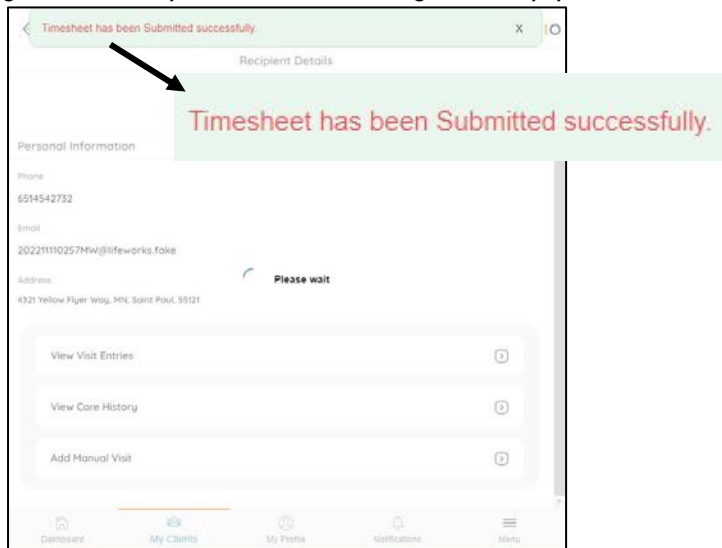 Timesheet has been Submitted successfully. X
Recipient Details
Timesheet has been Submitted successfully.
Personal Information
Phone
6514542732
Email
202211110257MW@lifeworks.fake
Address
Please wait
4321 Yellow Flyer Way, MN, Saint Paul, 55121
View Visit Entries
View Care History
Add Manual Visit
Dashboard My Clients My Profile Notifications Menu